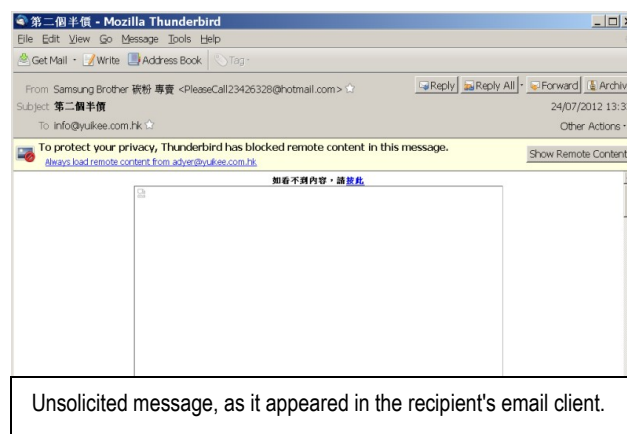 第二個半價 - Mozilla Thunderbird
File Edit View Go Message Tools Help
Get Mail Write Address Book Tag
From Samsung Brother 碳粉 專賣 <PleaseCall23426328@hotmail.com> Reply Reply All Forward Archiv
Subject 第二個半價 24/07/2012 13:3
To info@yuikee.com.hk Other Actions
To protect your privacy, Thunderbird has blocked remote content in this message. Show Remote Content
Always load remote content from adyer@yuikee.com.hk
如看不到內容，請按此
Unsolicited message, as it appeared in the recipient's email client.